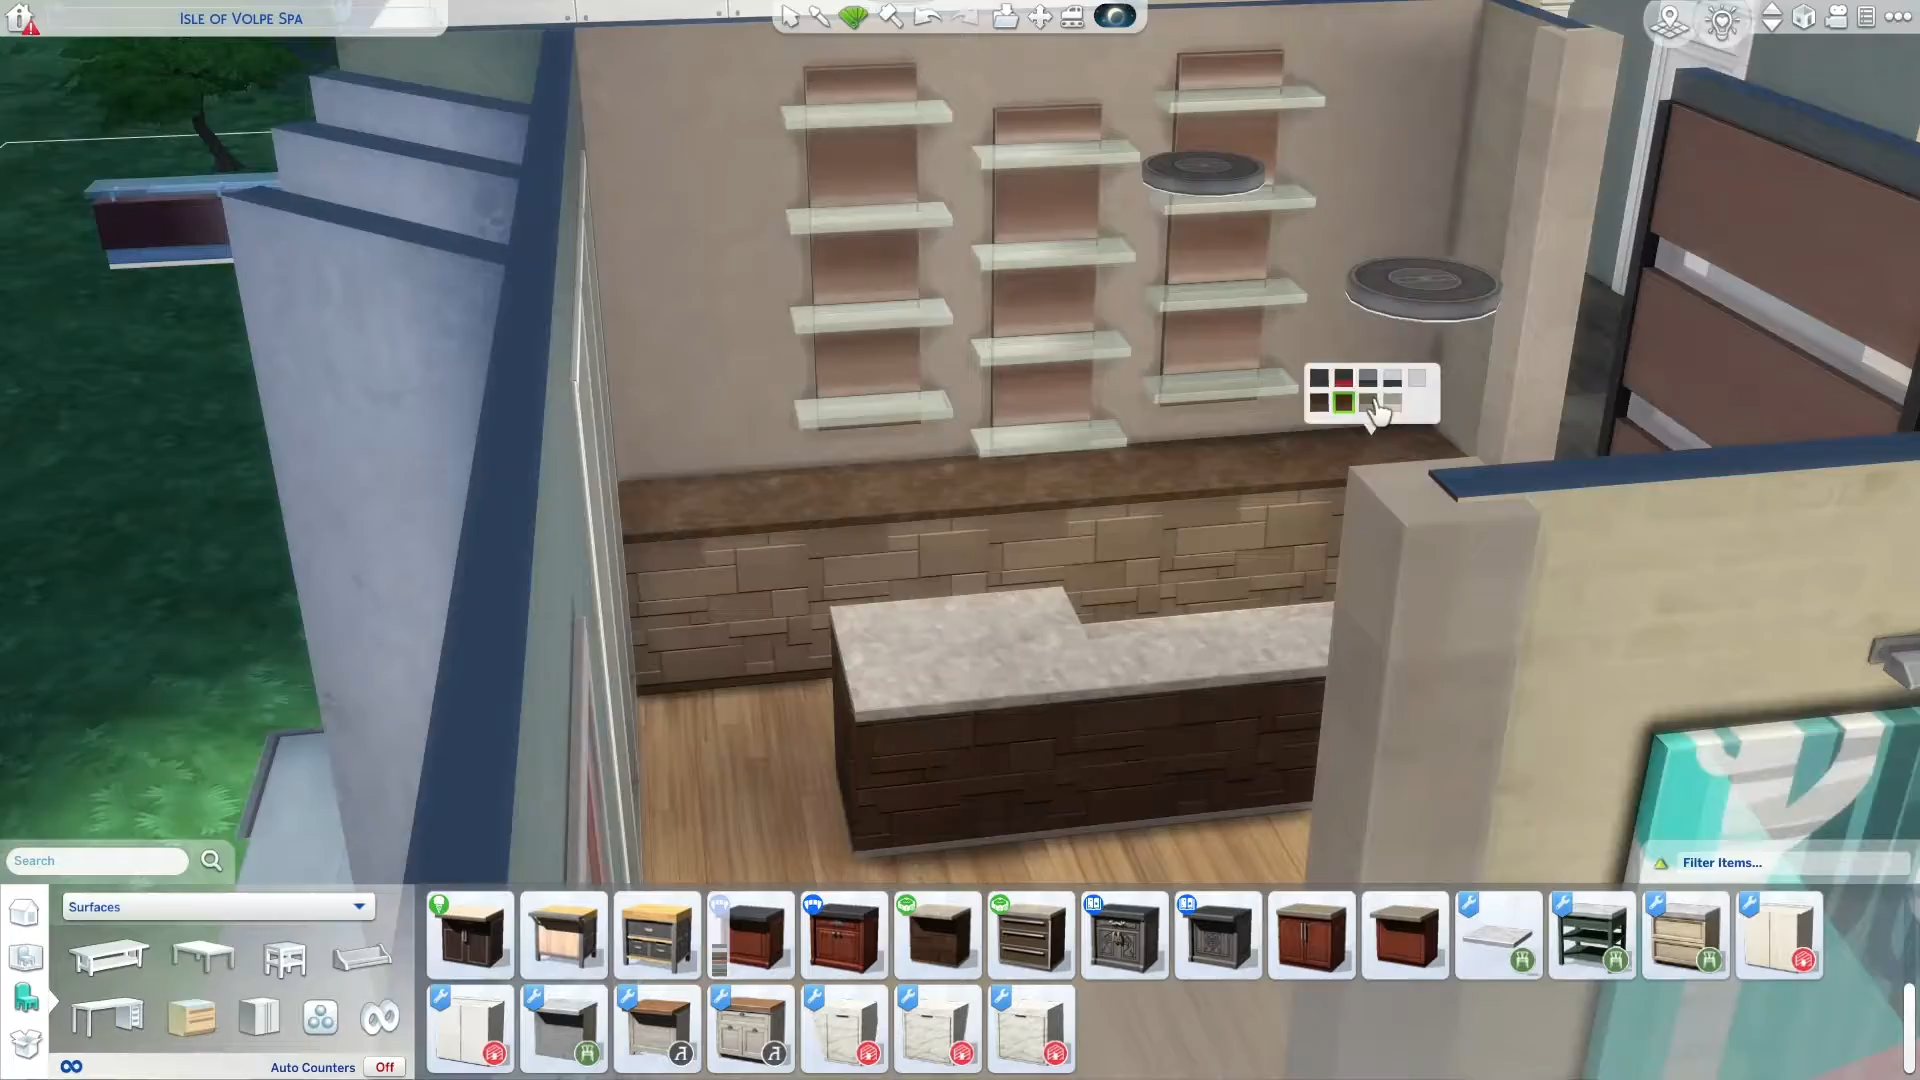 Isle of Volpe Spa
Search
Filter Items...
Surfaces
Auto Counters
Off